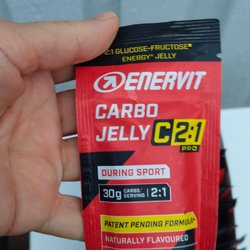 2:1 GLUCOSE-FRUCTOSE*
ENERGY* JELLY
ENERVIT
CARBO
JELLY C2:1
PRO
DURING SPORT
30g CARBS/
SERVING 2:1
PATENT PENDING FORMULA*
NATURALLY FLAVOURED